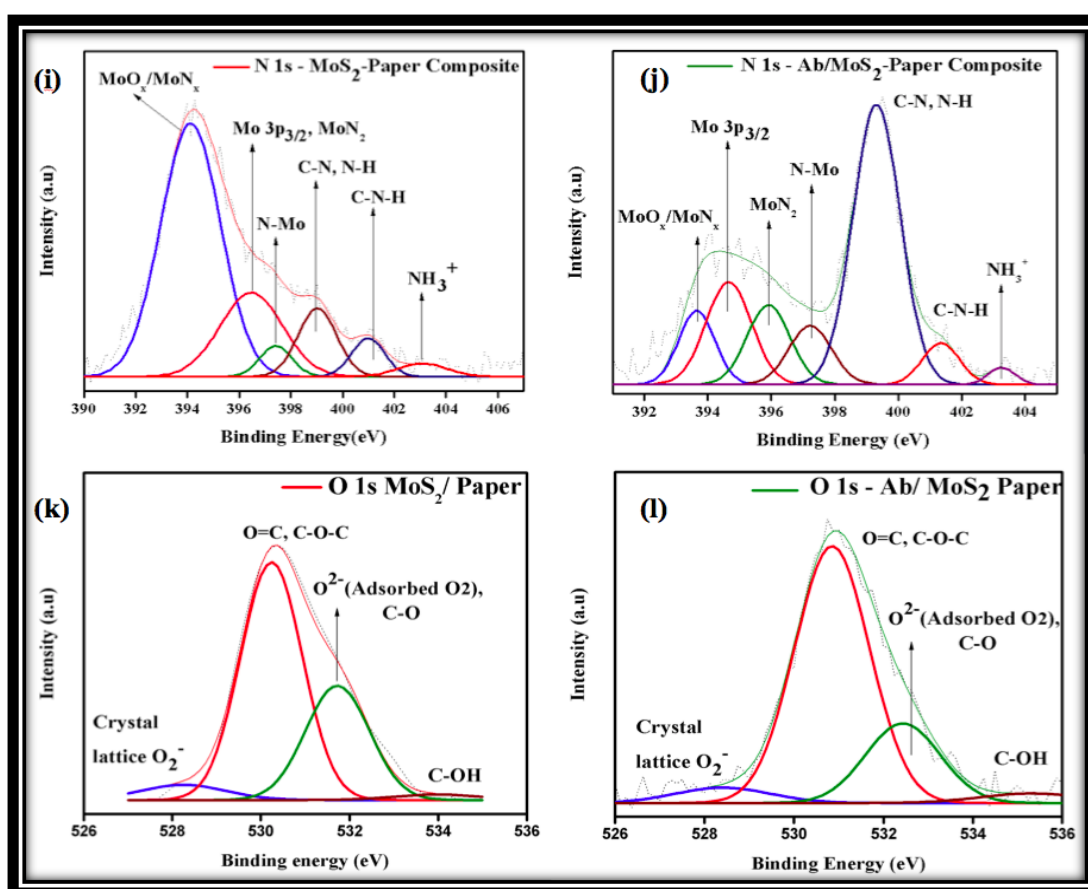 (i)
N 1s - MoS2-Paper Composite
MoOx/MoNx
Mo 3p3/2, MoN2
C-N, N-H
N-Mo
C-N-H
NH3+
Intensity (a.u)
390 392 394 396 398 400 402 404 406
Binding Energy(eV)
(j)
N 1s - Ab/MoS2-Paper Composite
C-N, N-H
Mo 3p3/2
N-Mo
MoN2
MoOx/MoNx
NH3+
C-N-H
Intensity (a.u)
392 394 396 398 400 402 404
Binding Energy (eV)
(k)
O 1s MoS2/ Paper
O=C, C-O-C
O2-(Adsorbed O2),
C-O
Crystal
lattice O2-
C-OH
Intensity (a.u)
526 528 530 532 534 536
Binding energy (eV)
(l)
O 1s - Ab/ MoS2 Paper
O=C, C-O-C
O2-(Adsorbed O2),
C-O
Crystal
lattice O2-
C-OH
Intensity (a.u)
526 528 530 532 534 536
Binding Energy (eV)